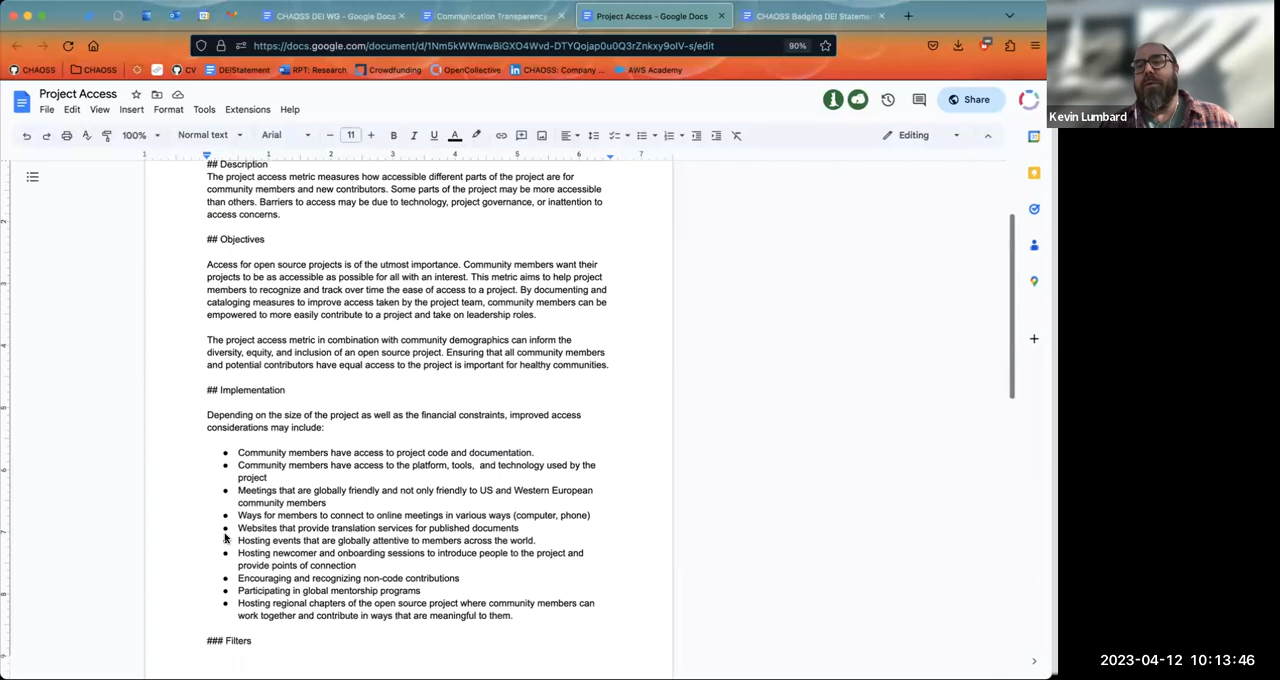 CHAOSS DEI WG - Google Docs
Communication Transparency
Project Access - Google Docs
CHAOSS Badging DEI Stateme
https://docs.google.com/document/d/1Nm5kWWmwBiGXO4Wvd-DTYQojap0u0Q3rZnkxy9oIV-s/edit
90%
CHAOSS
CHAOSS
CV
DEIStatement
RPT: Research
Crowdfunding
OpenCollective
CHAOSS: Company ...
AWS Academy
Kevin Lumbard
Project Access
File Edit View Insert Format Tools Extensions Help
Share
100%
Normal text
Arial
11
Editing
1 1 2 3 4 5 6 7
## Description
The project access metric measures how accessible different parts of the project are for
community members and new contributors. Some parts of the project may be more accessible
than others. Barriers to access may be due to technology, project governance, or inattention to
access concerns.
## Objectives
Access for open source projects is of the utmost importance. Community members want their
projects to be as accessible as possible for all with an interest. This metric aims to help project
members to recognize and track over time the ease of access to a project. By documenting and
cataloging measures to improve access taken by the project team, community members can be
empowered to more easily contribute to a project and take on leadership roles.
The project access metric in combination with community demographics can inform the
diversity, equity, and inclusion of an open source project. Ensuring that all community members
and potential contributors have equal access to the project is important for healthy communities.
## Implementation
Depending on the size of the project as well as the financial constraints, improved access
considerations may include:
● Community members have access to project code and documentation.
● Community members have access to the platform, tools,  and technology used by the
project
● Meetings that are globally friendly and not only friendly to US and Western European
community members
● Ways for members to connect to online meetings in various ways (computer, phone)
● Websites that provide translation services for published documents
● Hosting events that are globally attentive to members across the world.
● Hosting newcomer and onboarding sessions to introduce people to the project and
provide points of connection
● Encouraging and recognizing non-code contributions
● Participating in global mentorship programs
● Hosting regional chapters of the open source project where community members can
work together and contribute in ways that are meaningful to them.
### Filters
2023-04-12 10:13:46